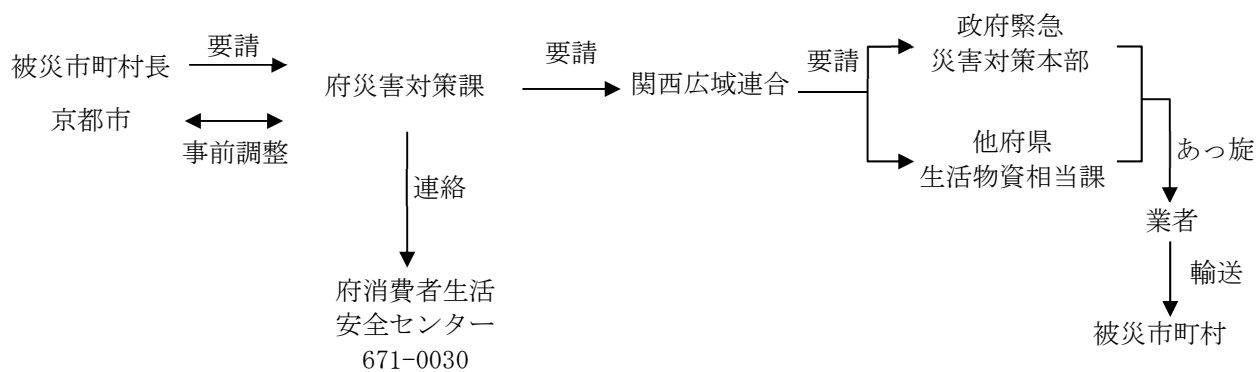 被災市町村長
要請
京都市
事前調整
府災害対策課
連絡
府消費者生活
安全センター
671-0030
要請
関西広域連合
要請
政府緊急
災害対策本部
他府県
生活物資相当課
あっ旋
業者
輸送
被災市町村